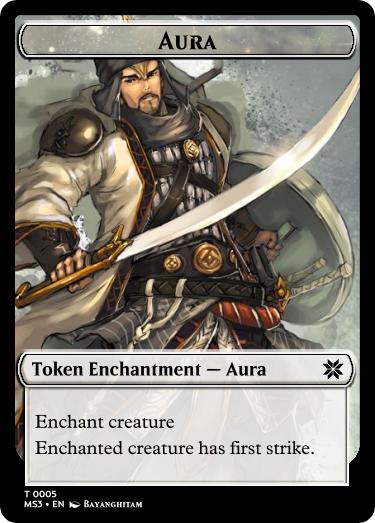 Aura
Token Enchantment — Aura
Enchant creature
Enchanted creature has first strike.
T 0005
MS3 • EN Bayanghitam